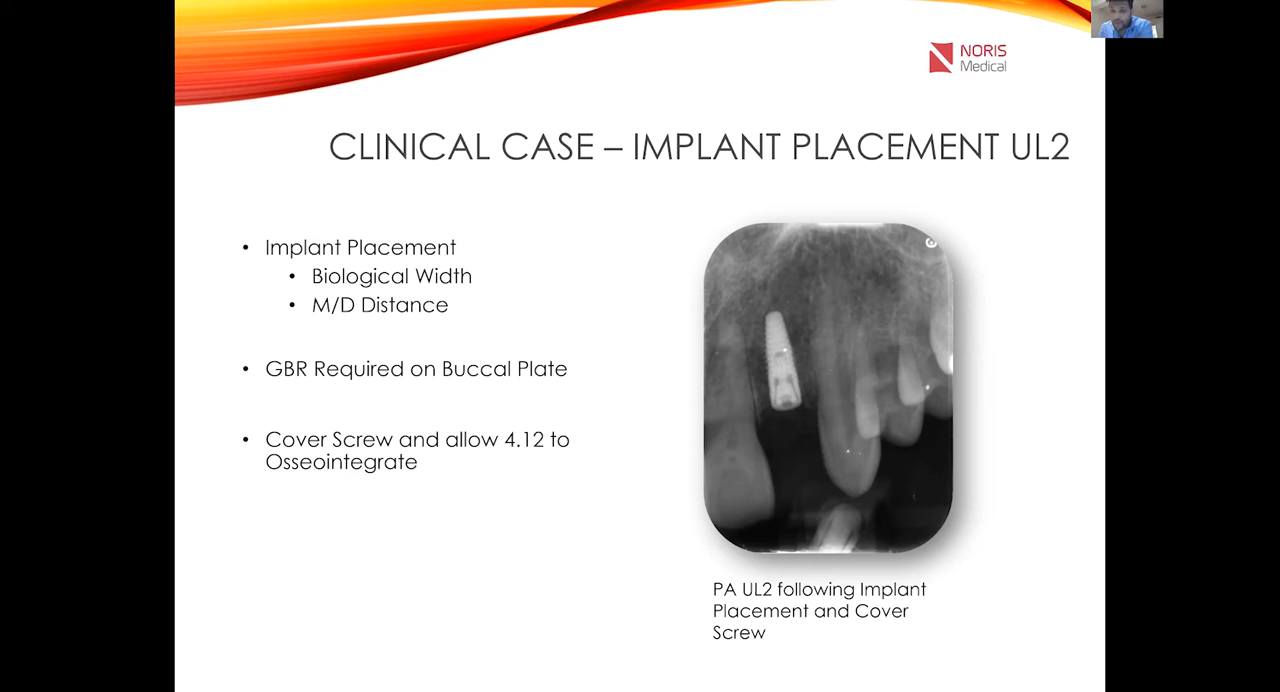 NORIS
Medical
CLINICAL CASE – IMPLANT PLACEMENT UL2
• Implant Placement
• Biological Width
• M/D Distance
• GBR Required on Buccal Plate
• Cover Screw and allow 4.12 to
Osseointegrate
PA UL2 following Implant
Placement and Cover
Screw